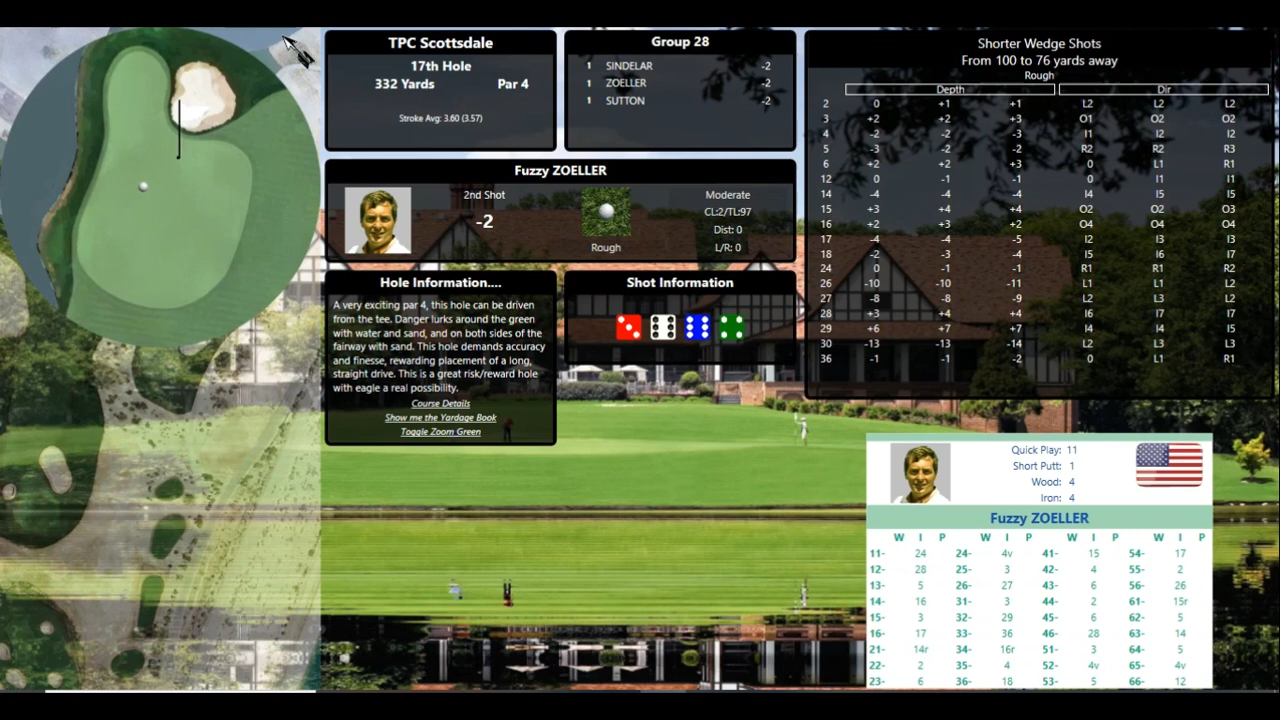 TPC Scottsdale
17th Hole
332 Yards Par 4
Stroke Avg: 3.60 (3.57)
Group 28
1 SINDELAR -2
1 ZOELLER -2
1 SUTTON -2
Fuzzy ZOELLER
2nd Shot
-2
Rough
Moderate
CL:2/TL:97
Dist: 0
L/R: 0
Hole Information....
A very exciting par 4, this hole can be driven
from the tee. Danger lurks around the green
with water and sand, and on both sides of the
fairway with sand. This hole demands accuracy
and finesse, rewarding placement of a long,
straight drive. This is a great risk/reward hole
with eagle a real possibility.
Course Details
Show me the Yardage Book
Toggle Zoom Green
Shot Information
Shorter Wedge Shots
From 100 to 76 yards away
Rough
Depth Dir
2 0 +1 +1 L2 L2 L2
3 +2 +2 +3 O1 O2 O2
4 -2 -2 -3 I1 I2 I2
5 -3 -2 -2 R2 R2 R3
6 +2 +2 +3 0 L1 R1
12 0 -1 -1 0 I1 I1
14 -4 -4 -4 I4 I5 I5
15 +3 +4 +4 O2 O2 O3
16 +2 +3 +2 O4 O4 O4
17 -4 -4 -5 I2 I3 I3
18 -2 -3 -4 I5 I6 I7
24 0 -1 -1 R1 R1 R2
26 -10 -10 -11 L1 L1 L2
27 -8 -8 -9 L2 L3 L2
28 +3 +4 +4 I6 I7 I7
29 +6 +7 +7 I4 I4 I5
30 -13 -13 -14 L2 L3 L3
36 -1 -1 -2 0 L1 R1
Quick Play: 11
Short Putt: 1
Wood: 4
Iron: 4
Fuzzy ZOELLER
W I P W I P W I P W I P
11- 24 24- 4v 41- 15 54- 17
12- 28 25- 3 42- 4 55- 2
13- 5 26- 27 43- 6 56- 26
14- 16 31- 3 44- 2 61- 15r
15- 3 32- 29 45- 6 62- 5
16- 17 33- 36 46- 28 63- 14
21- 14r 34- 16r 51- 3 64- 5
22- 2 35- 4 52- 4v 65- 4v
23- 6 36- 18 53- 5 66- 12